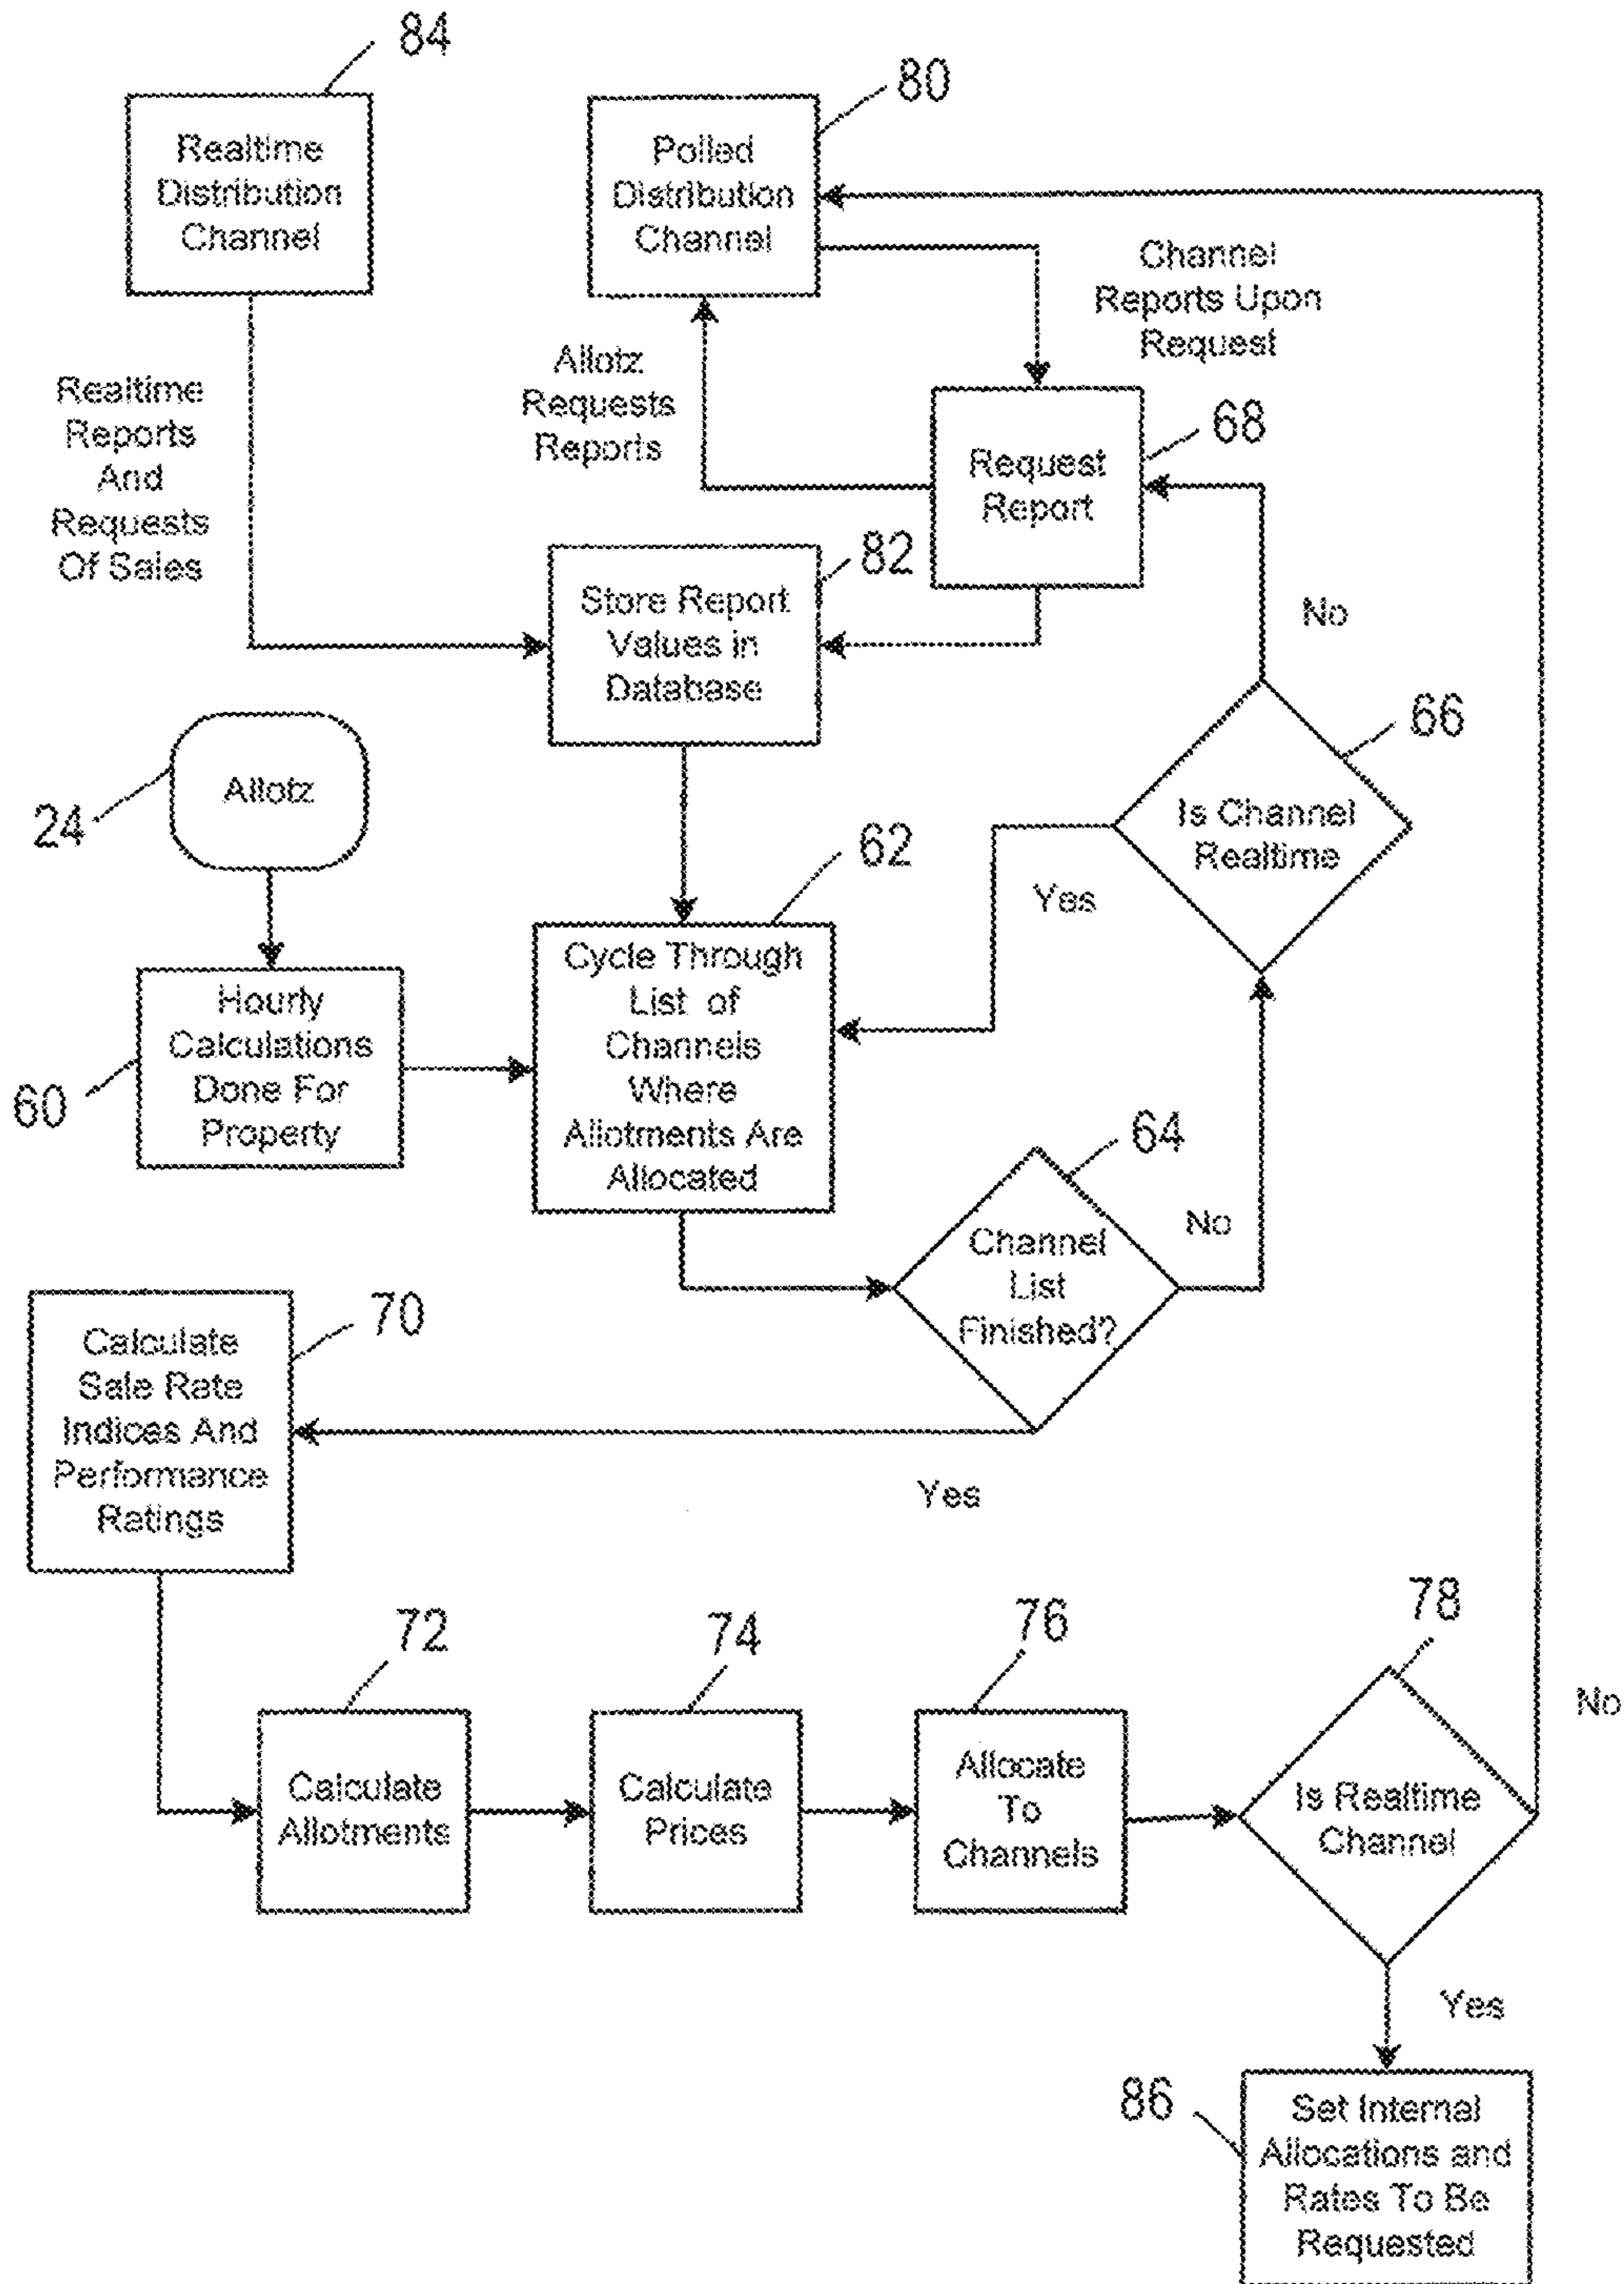 84
Realtime
Distribution
Channel
80
Polled
Distribution
Channel
Channel
Reports Upon
Request
Realtime
Reports
And
Requests
Of Sales
Allotz
Requests
Reports
68
Request
Report
82
Store Report
Values in
Database
No
66
Is Channel
Realtime
Yes
24
Allotz
62
Cycle Through
List of
Channels
Where
Allotments Are
Allocated
60
Hourly
Calculations
Done For
Property
64
Channel
List
Finished?
No
Yes
70
Calculate
Sale Rate
Indices And
Performance
Ratings
72
Calculate
Allotments
74
Calculate
Prices
76
Allocate
To
Channels
78
Is Realtime
Channel
No
Yes
86
Set Internal
Allocations and
Rates To Be
Requested